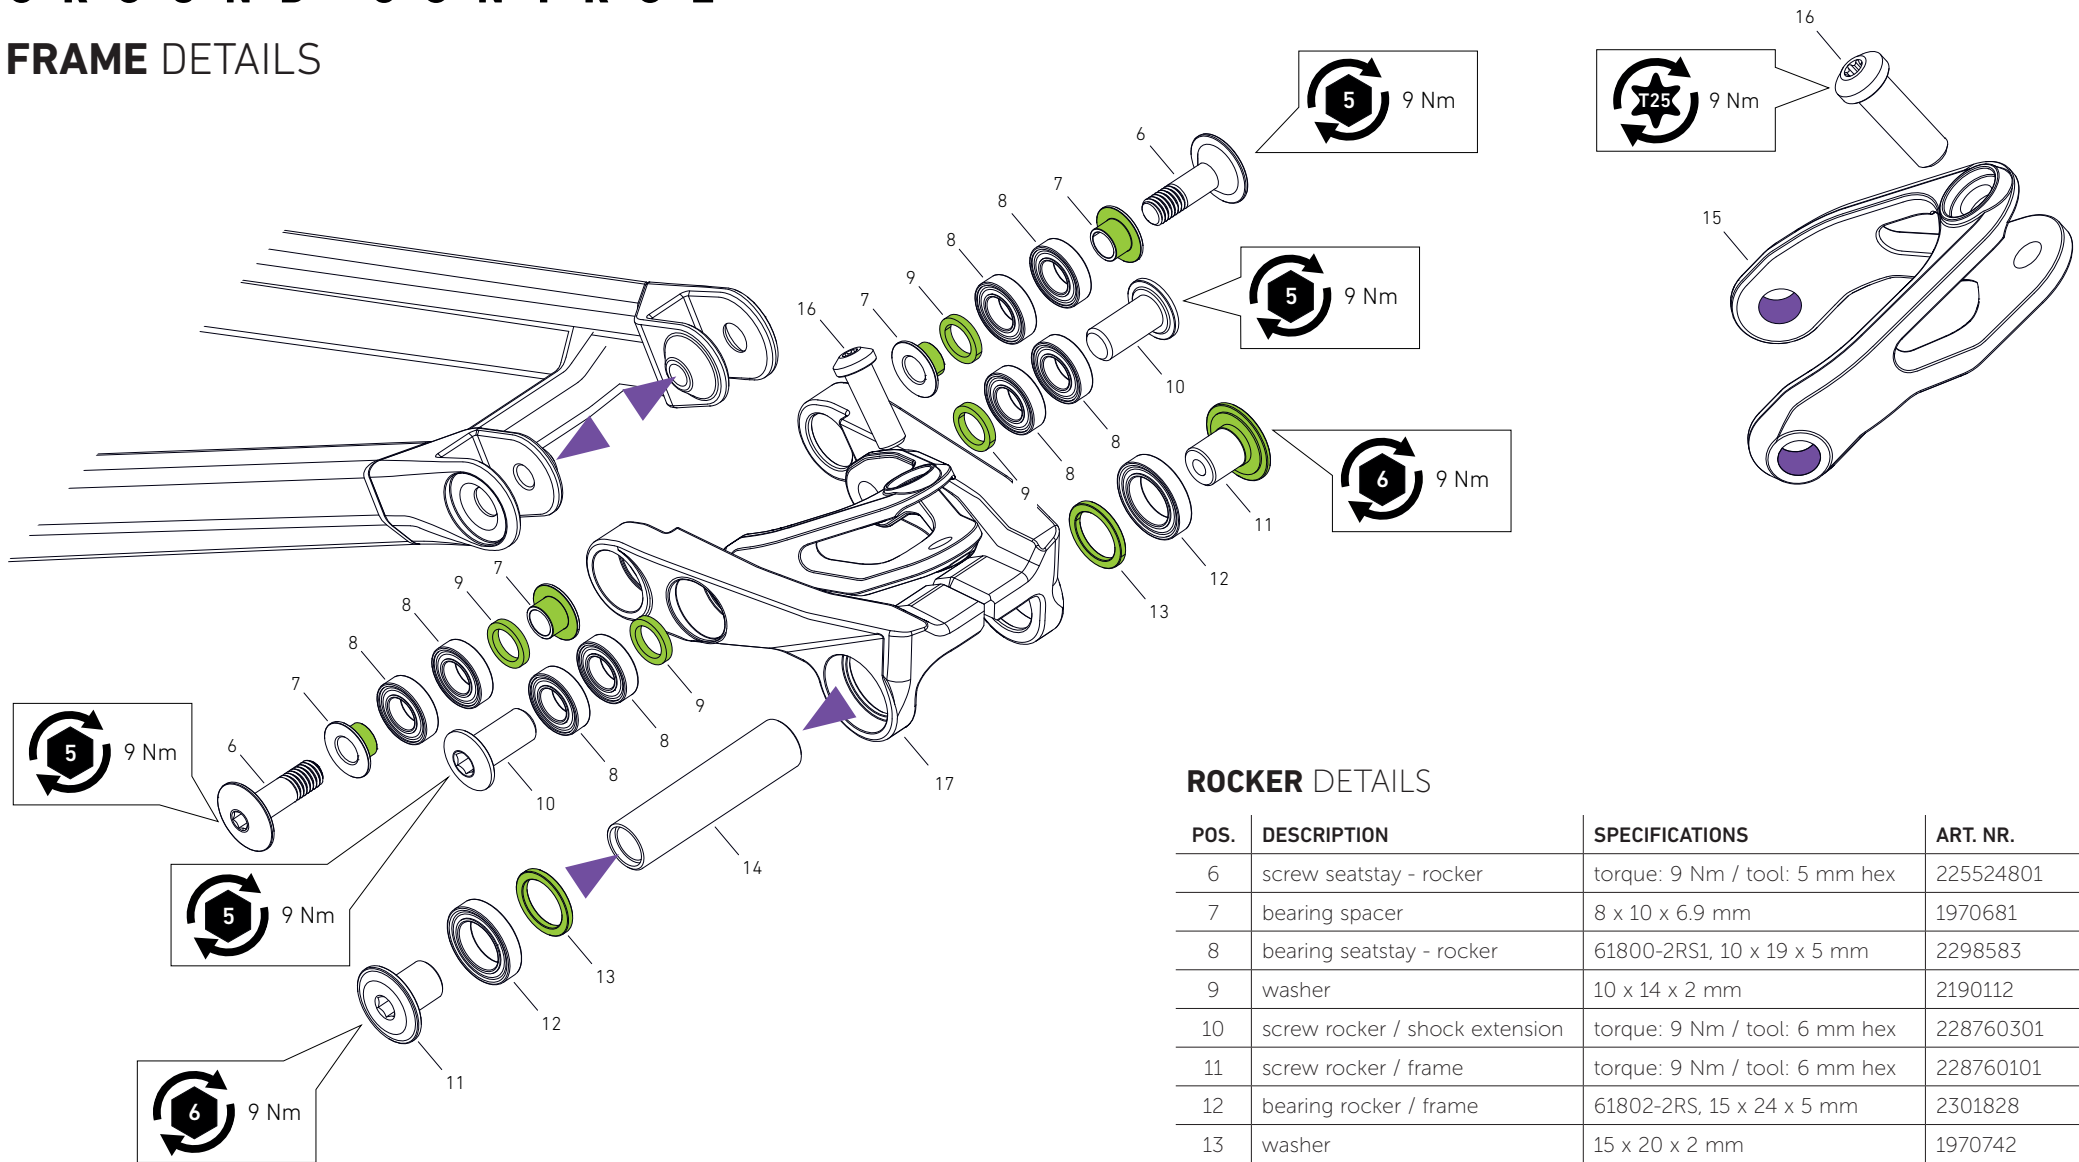 FRAME DETAILS
16
5 9 Nm
T25 9 Nm
6
7
8
15
8
9
5 9 Nm
7
16
10
8
8
9
6 9 Nm
11
12
13
7
9
8
8
9
7
8
5 9 Nm
6
8
10
17
14
5 9 Nm
13
12
11
6 9 Nm
ROCKER DETAILS
POS. DESCRIPTION SPECIFICATIONS ART. NR.
6 screw seatstay - rocker torque: 9 Nm / tool: 5 mm hex 225524801
7 bearing spacer 8 x 10 x 6.9 mm 1970681
8 bearing seatstay - rocker 61800-2RS1, 10 x 19 x 5 mm 2298583
9 washer 10 x 14 x 2 mm 2190112
10 screw rocker / shock extension torque: 9 Nm / tool: 6 mm hex 228760301
11 screw rocker / frame torque: 9 Nm / tool: 6 mm hex 228760101
12 bearing rocker / frame 61802-2RS, 15 x 24 x 5 mm 2301828
13 washer 15 x 20 x 2 mm 1970742